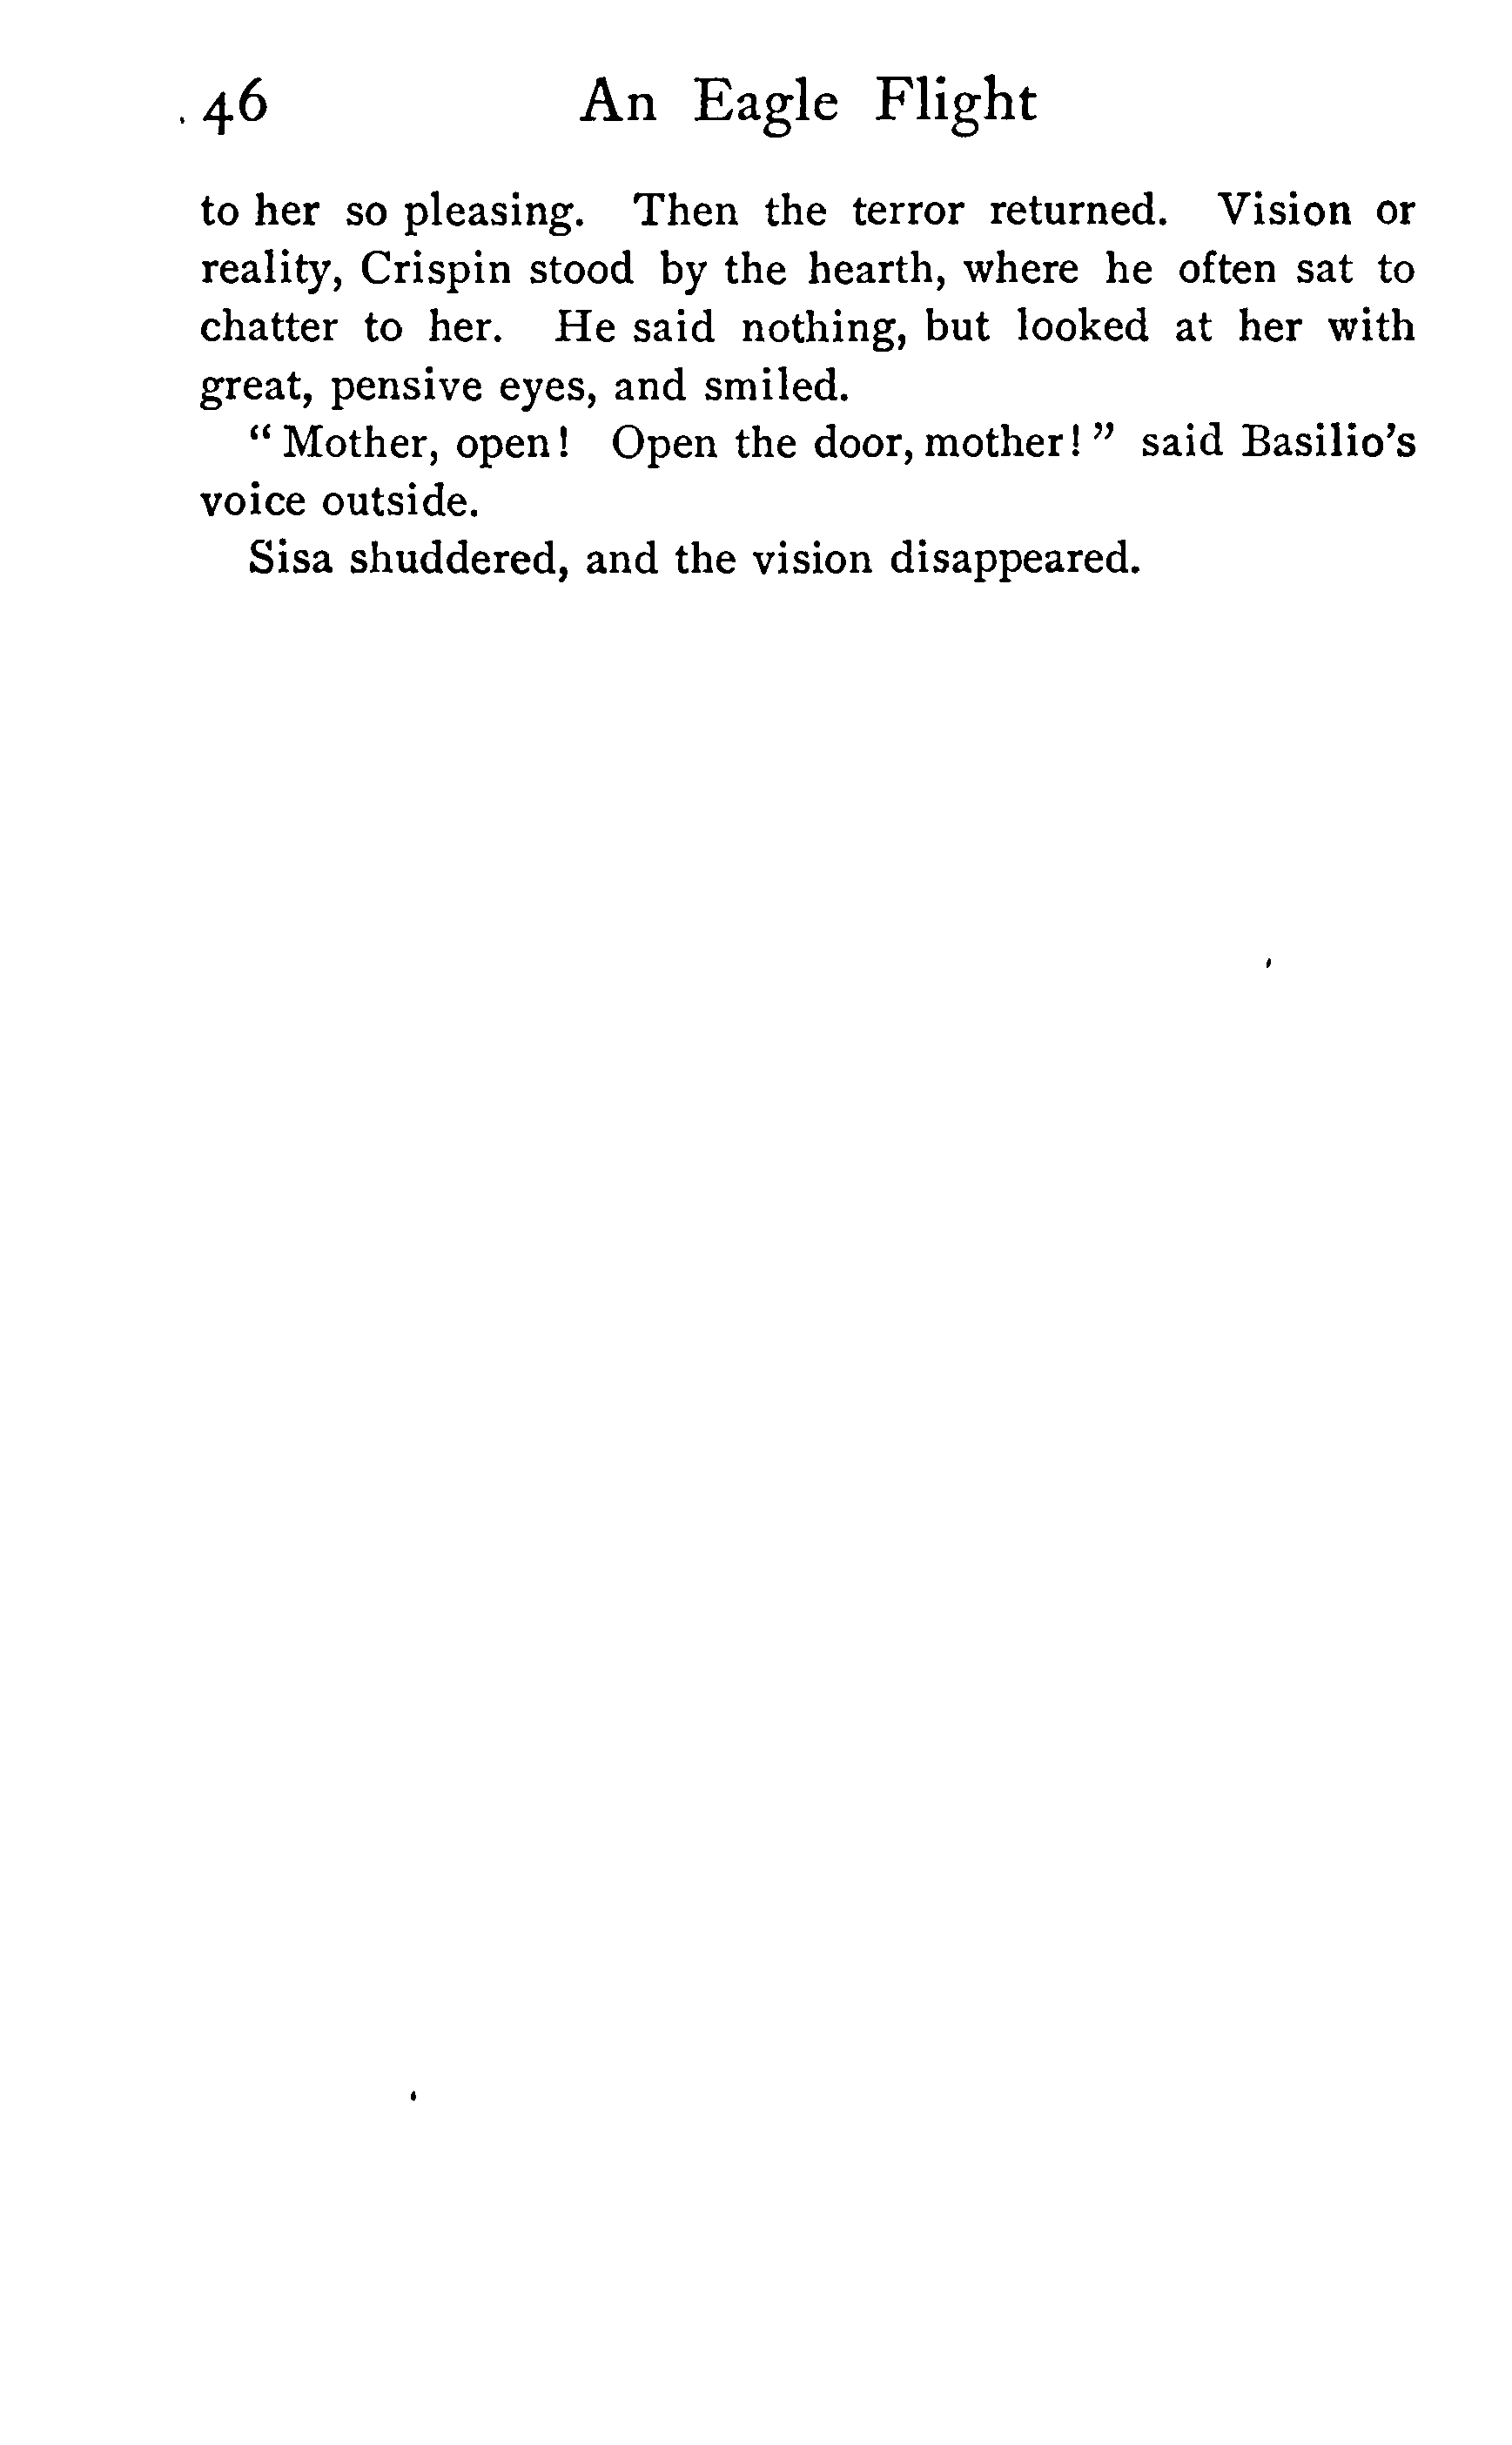 46 An Eagle Flight
to her so pleasing. Then the terror returned. Vision or
reality, Crispin stood by the hearth, where he often sat to
chatter to her. He said nothing, but looked at her with
great, pensive eyes, and smiled.
“ Mother, open! Open the door, mother! ” said Basilio's
voice outside.
Sisa shuddered, and the vision disappeared.